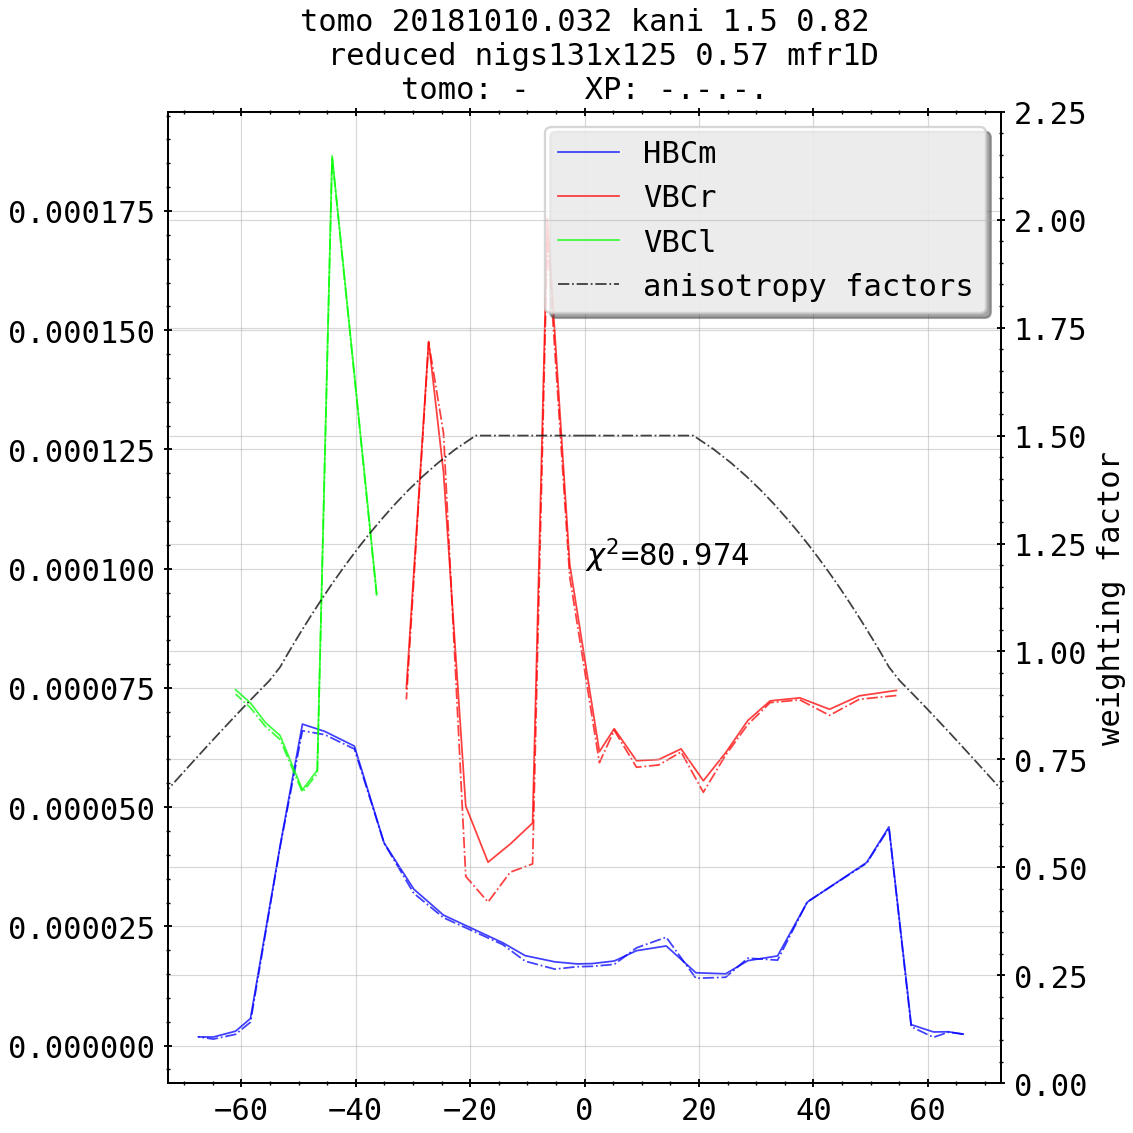 tomo 20181010.032 kani 1.5 0.82
reduced nigs131x125 0.57 mfr1D
tomo: -   XP: -.-.-.
HBCm
VBCr
VBCl
anisotropy factors
χ²=80.974
0.000175
0.000150
0.000125
0.000100
0.000075
0.000050
0.000025
0.000000
2.25
2.00
1.75
1.50
1.25
1.00
0.75
0.50
0.25
0.00
weighting factor
−60 −40 −20 0 20 40 60